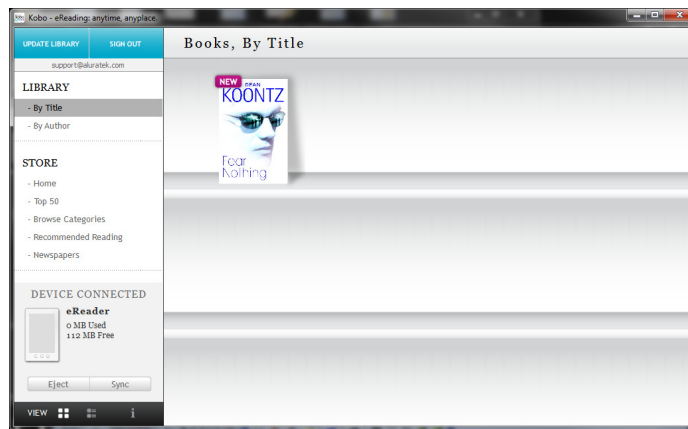 Kobo - eReading: anytime, anyplace.
UPDATE LIBRARY
SIGN OUT
support@aluratek.com
LIBRARY
- By Title
- By Author
STORE
- Home
- Top 50
- Browse Categories
- Recommended Reading
- Newspapers
DEVICE CONNECTED
eReader
0 MB Used
112 MB Free
Eject
Sync
VIEW
Books, By Title
NEW
DEAN
KOONTZ
Fear
Nothing